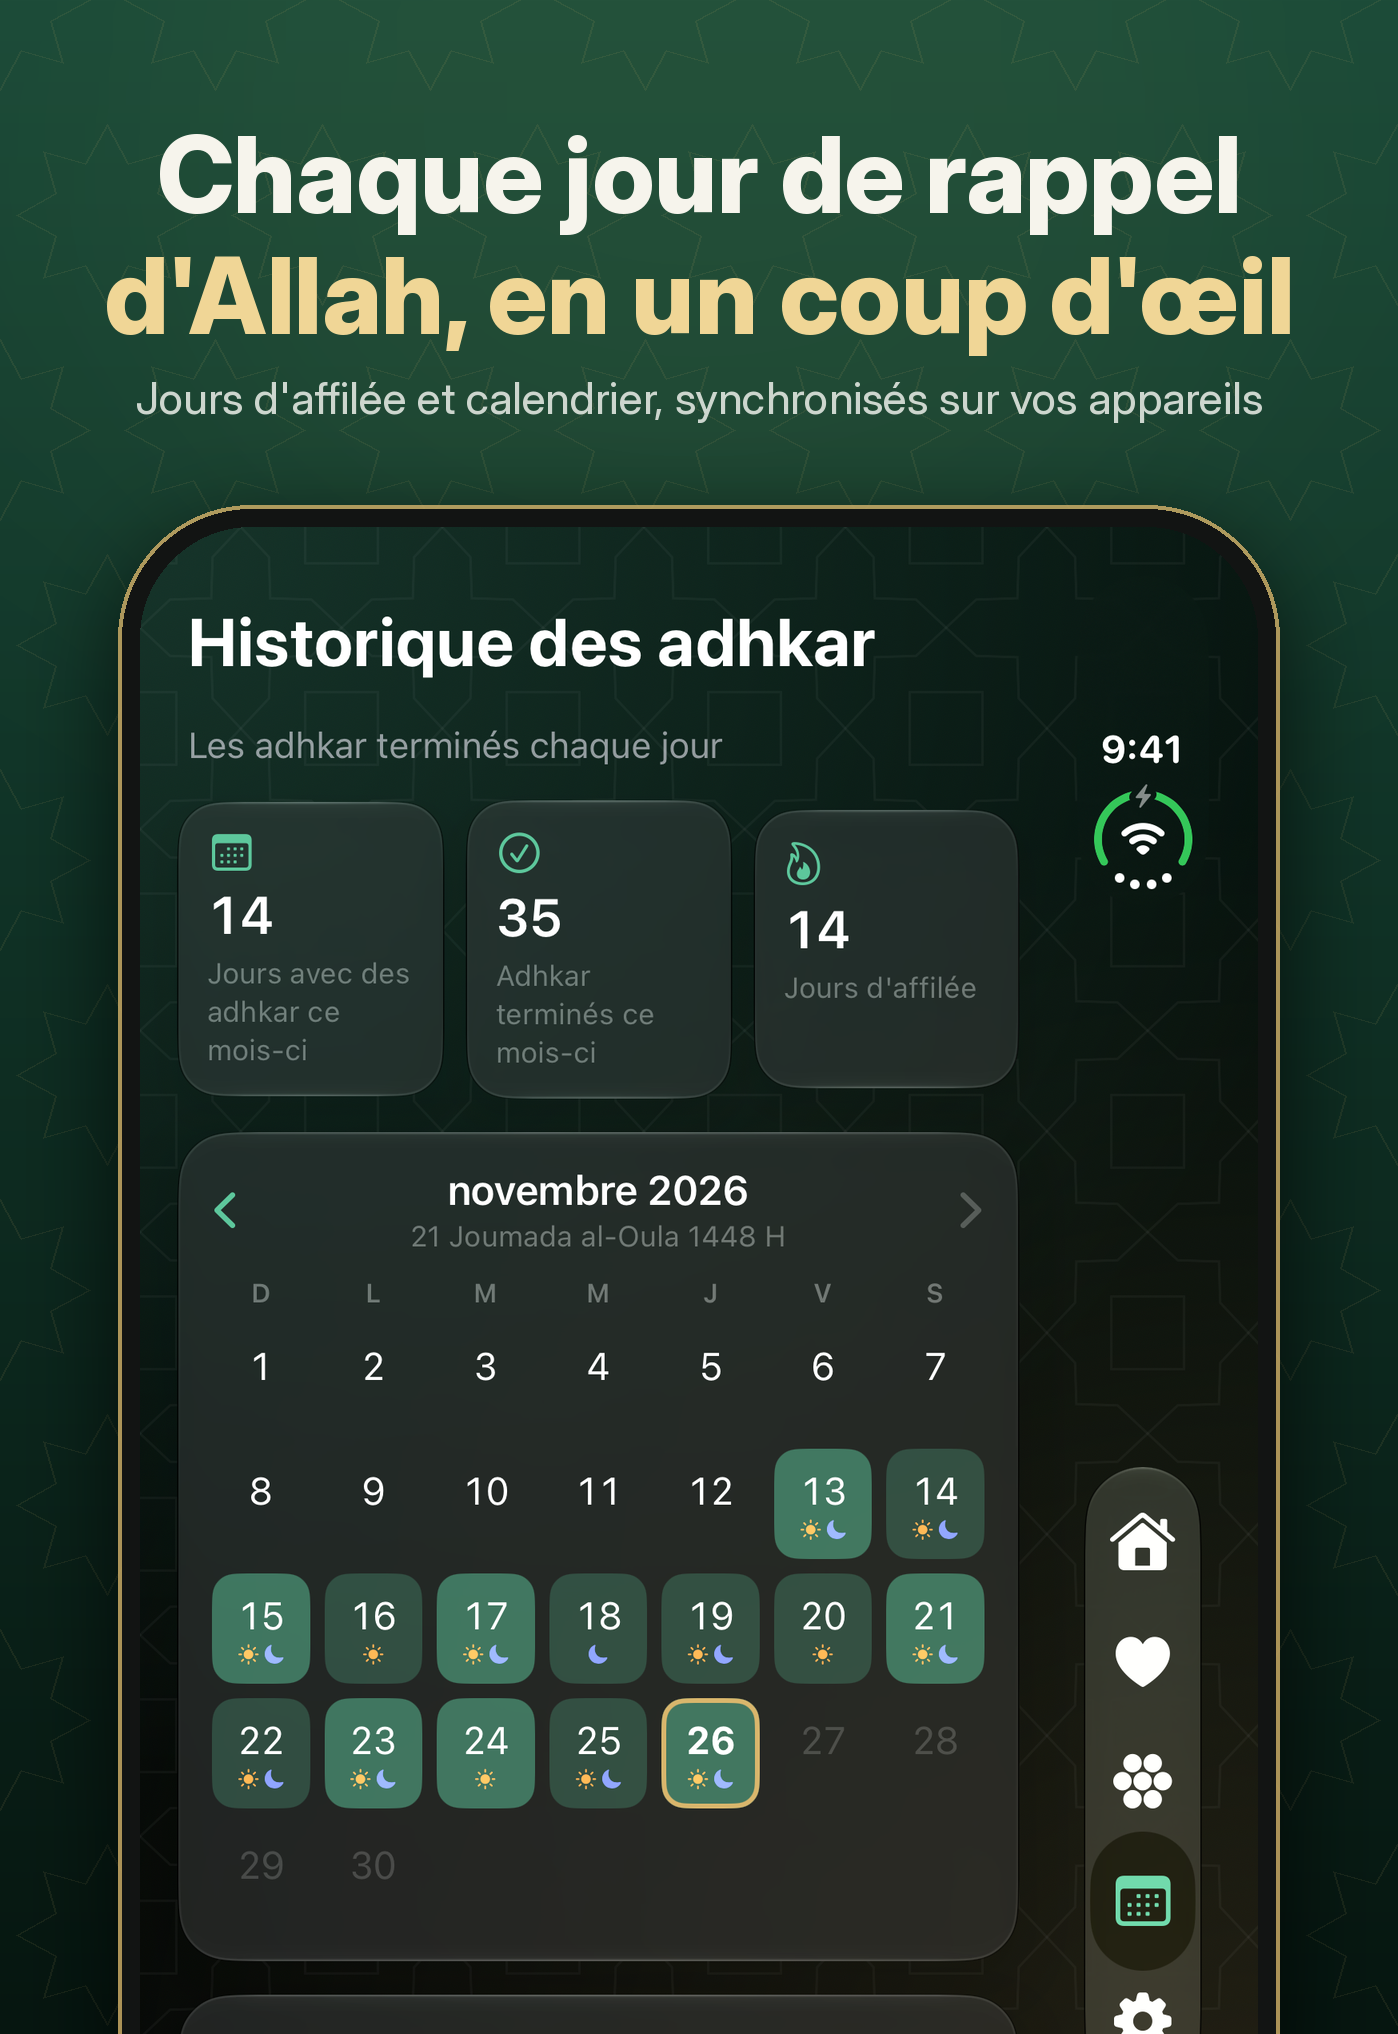 Chaque jour de rappel
d'Allah, en un coup d'œil
Jours d'affilée et calendrier, synchronisés sur vos appareils
Historique des adhkar
Les adhkar terminés chaque jour
9:41
14
Jours avec des
adhkar ce
mois-ci
35
Adhkar
terminés ce
mois-ci
14
Jours d'affilée
novembre 2026
21 Joumada al-Oula 1448 H
D L M M J V S
1 2 3 4 5 6 7
8 9 10 11 12 13 14
15 16 17 18 19 20 21
22 23 24 25 26 27 28
29 30